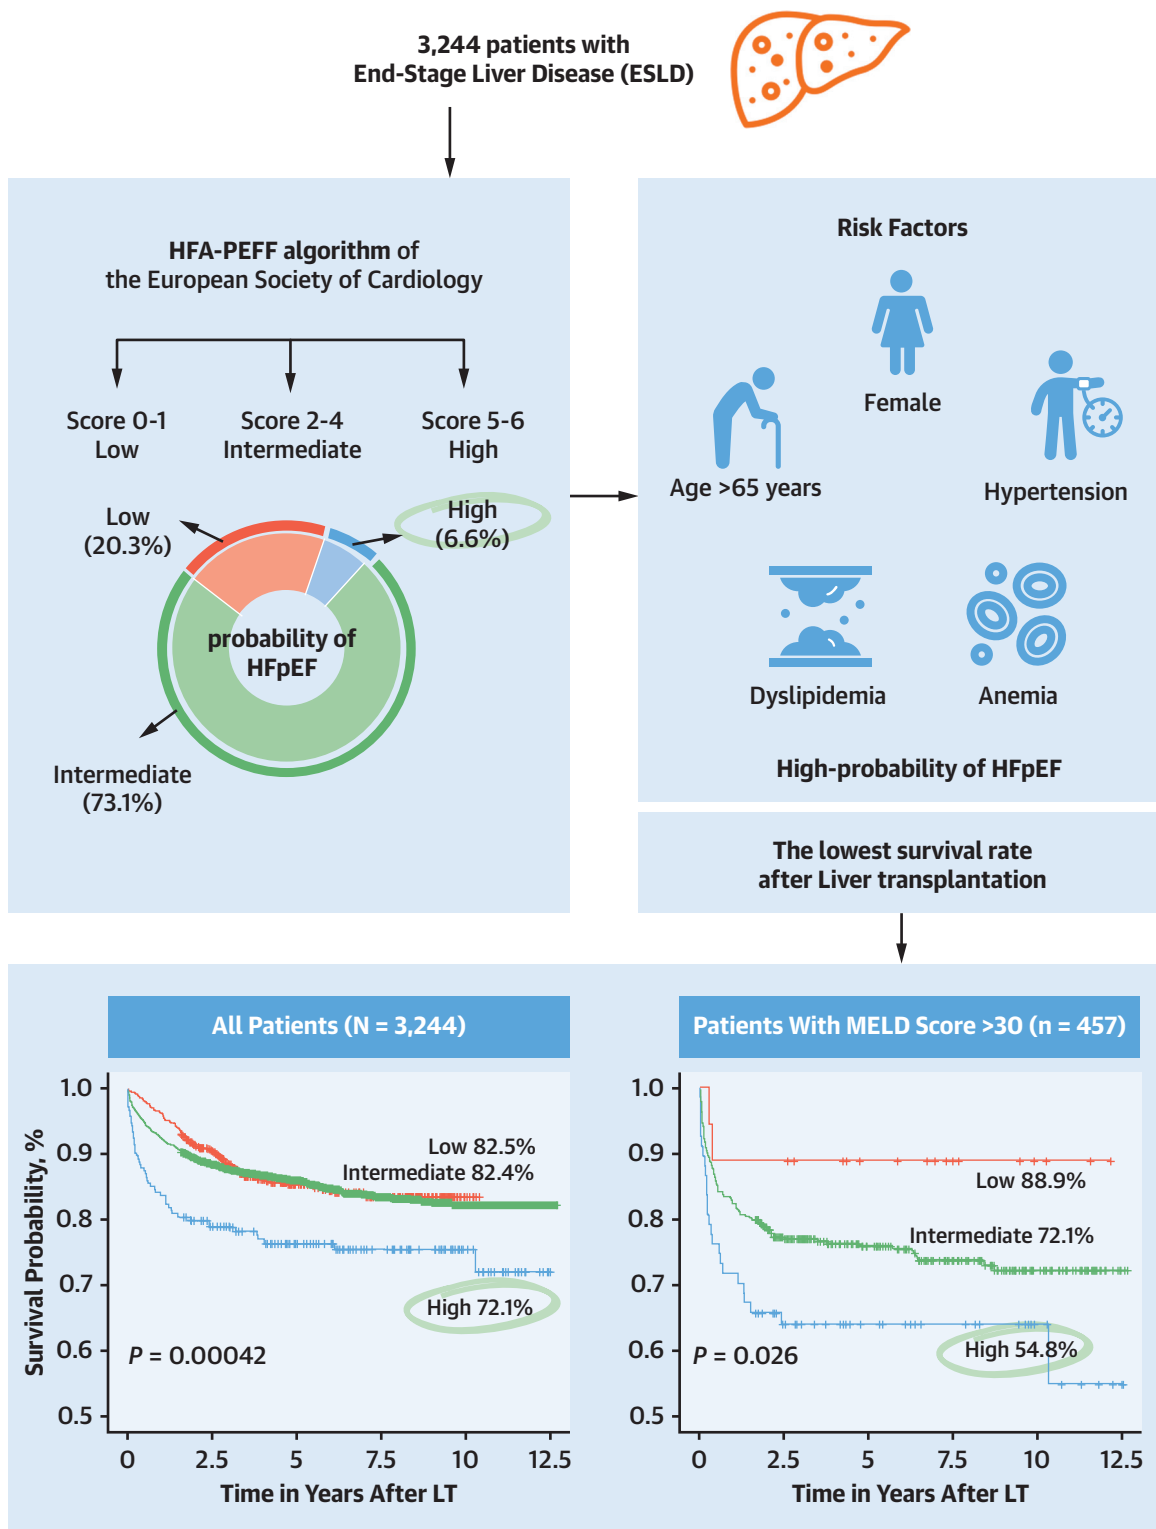 3,244 patients with
End-Stage Liver Disease (ESLD)
HFA-PEFF algorithm of
the European Society of Cardiology
Score 0-1
Low
Score 2-4
Intermediate
Score 5-6
High
Low
(20.3%)
High
(6.6%)
probability of
HFpEF
Intermediate
(73.1%)
Risk Factors
Female
Age >65 years
Hypertension
Dyslipidemia
Anemia
High-probability of HFpEF
The lowest survival rate
after Liver transplantation
All Patients (N = 3,244)
Survival Probability, %
1.0
0.9
0.8
0.7
0.6
0.5
Low 82.5%
Intermediate 82.4%
High 72.1%
P = 0.00042
0
2.5
5
7.5
10
12.5
Time in Years After LT
Patients With MELD Score >30 (n = 457)
1.0
0.9
0.8
0.7
0.6
0.5
Low 88.9%
Intermediate 72.1%
High 54.8%
P = 0.026
0
2.5
5
7.5
10
12.5
Time in Years After LT